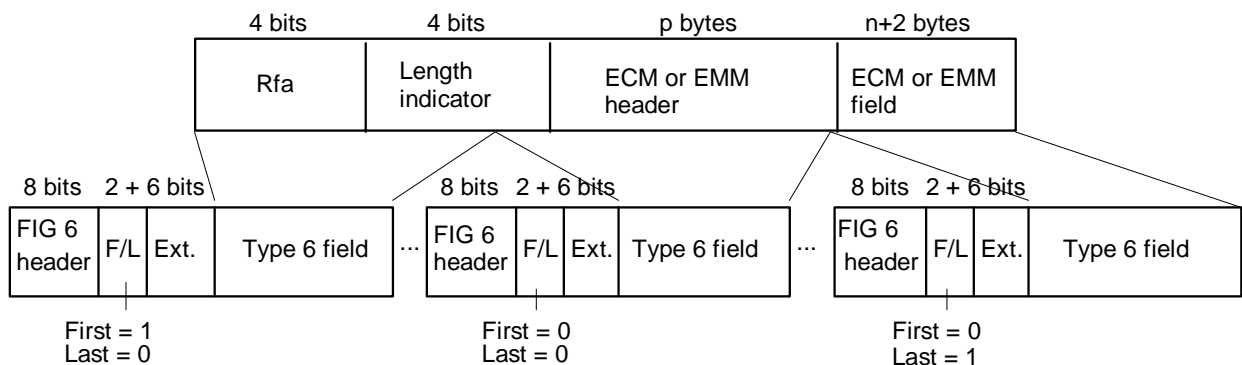 4 bits 4 bits p bytes n+2 bytes
Rfa
Length
indicator
ECM or EMM
header
ECM or EMM
field
8 bits 2 + 6 bits 8 bits 2 + 6 bits 8 bits 2 + 6 bits
FIG 6
header
F/L
Ext.
Type 6 field
...
FIG 6
header
F/L
Ext.
Type 6 field
...
FIG 6
header
F/L
Ext.
Type 6 field
First = 1
Last = 0
First = 0
Last = 0
First = 0
Last = 1